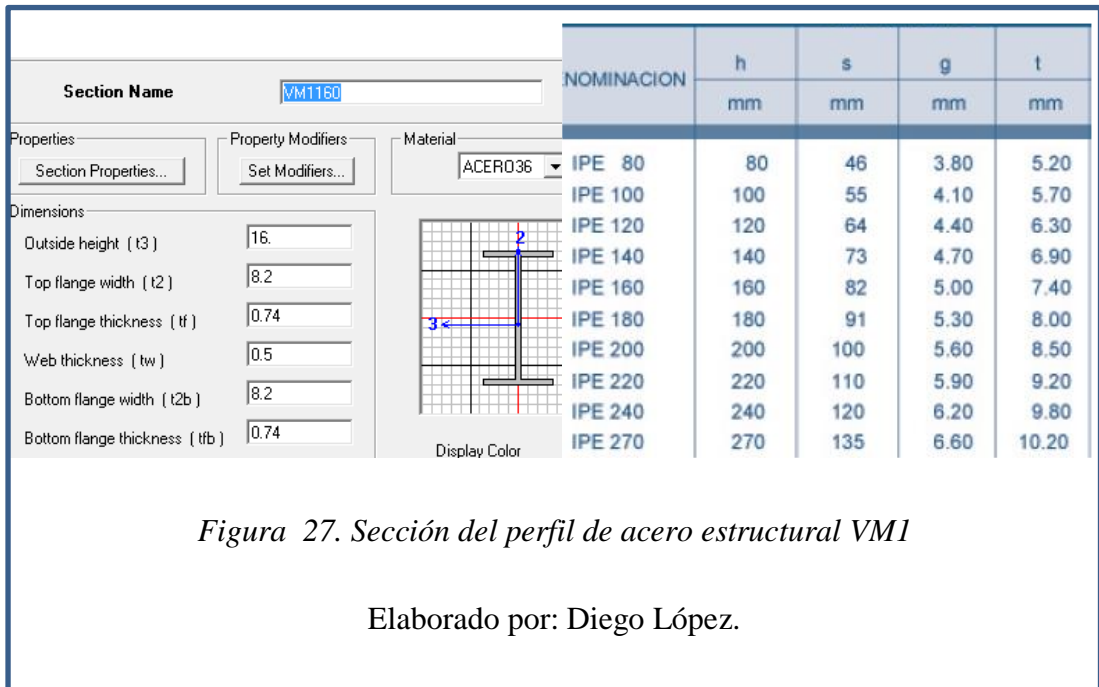 Section Name VM1160
Properties Property Modifiers Material
Section Properties... Set Modifiers... ACERO36
Dimensions
Outside height ( t3 ) 16.
Top flange width ( t2 ) 8.2
Top flange thickness ( tf ) 0.74
Web thickness ( tw ) 0.5
Bottom flange width ( t2b ) 8.2
Bottom flange thickness ( tfb ) 0.74
2
3
Display Color
NOMINACION h s g t
mm mm mm mm
IPE 80 80 46 3.80 5.20
IPE 100 100 55 4.10 5.70
IPE 120 120 64 4.40 6.30
IPE 140 140 73 4.70 6.90
IPE 160 160 82 5.00 7.40
IPE 180 180 91 5.30 8.00
IPE 200 200 100 5.60 8.50
IPE 220 220 110 5.90 9.20
IPE 240 240 120 6.20 9.80
IPE 270 270 135 6.60 10.20
Figura 27. Sección del perfil de acero estructural VM1
Elaborado por: Diego López.